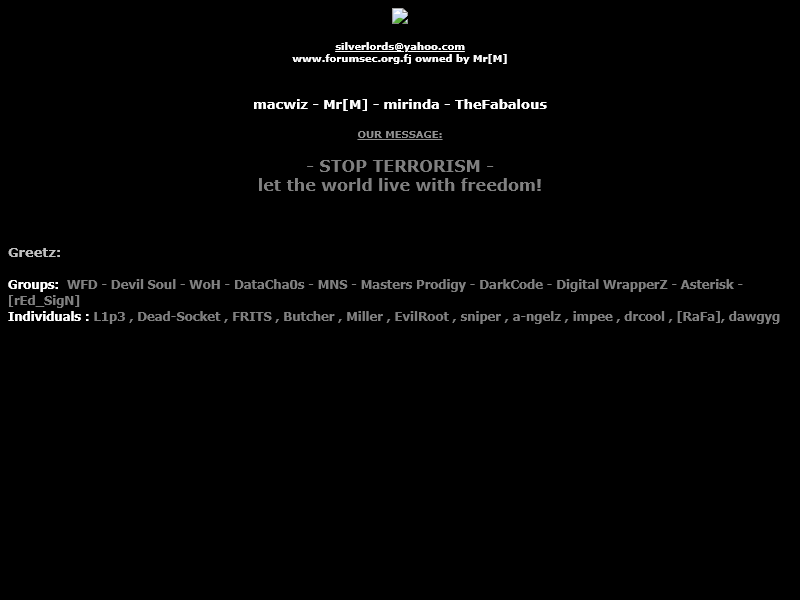 silverlords@yahoo.com
www.forumsec.org.fj owned by Mr[M]
macwiz - Mr[M] - mirinda - TheFabalous
OUR MESSAGE:
- STOP TERRORISM -
let the world live with freedom!
Greetz:
Groups:  WFD - Devil Soul - WoH - DataCha0s - MNS - Masters Prodigy - DarkCode - Digital WrapperZ - Asterisk -
[rEd_SigN]
Individuals : L1p3 , Dead-Socket , FRITS , Butcher , Miller , EvilRoot , sniper , a-ngelz , impee , drcool , [RaFa], dawgyg